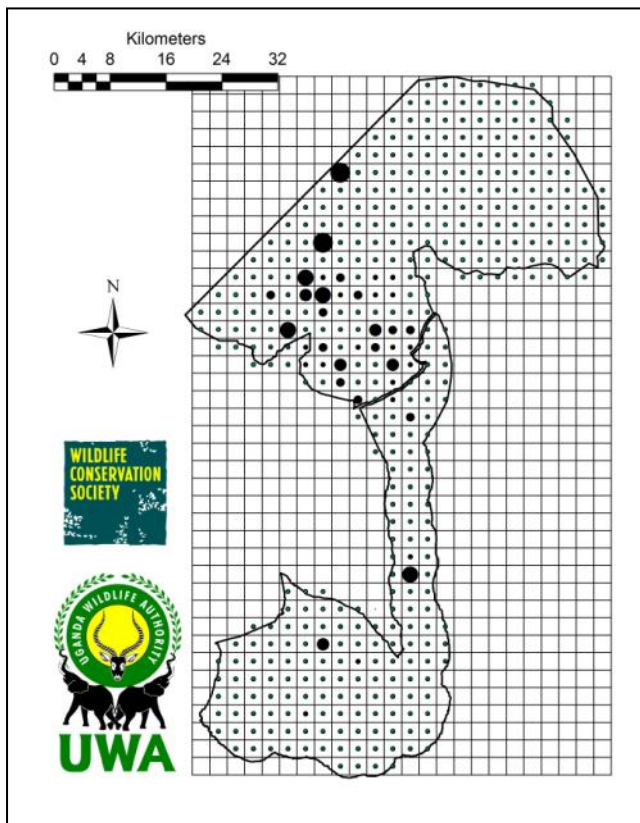 Kilometers
0 4 8 16 24 32
N
WILDLIFE
CONSERVATION
SOCIETY
UGANDA WILDLIFE AUTHORITY
UWA